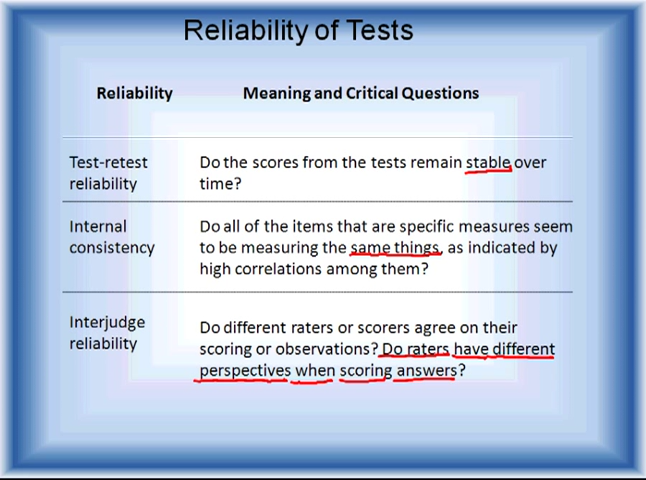 Reliability of Tests
Reliability Meaning and Critical Questions
Test-retest
reliability
Do the scores from the tests remain stable over
time?
Internal
consistency
Do all of the items that are specific measures seem
to be measuring the same things, as indicated by
high correlations among them?
Interjudge
reliability
Do different raters or scorers agree on their
scoring or observations? Do raters have different
perspectives when scoring answers?